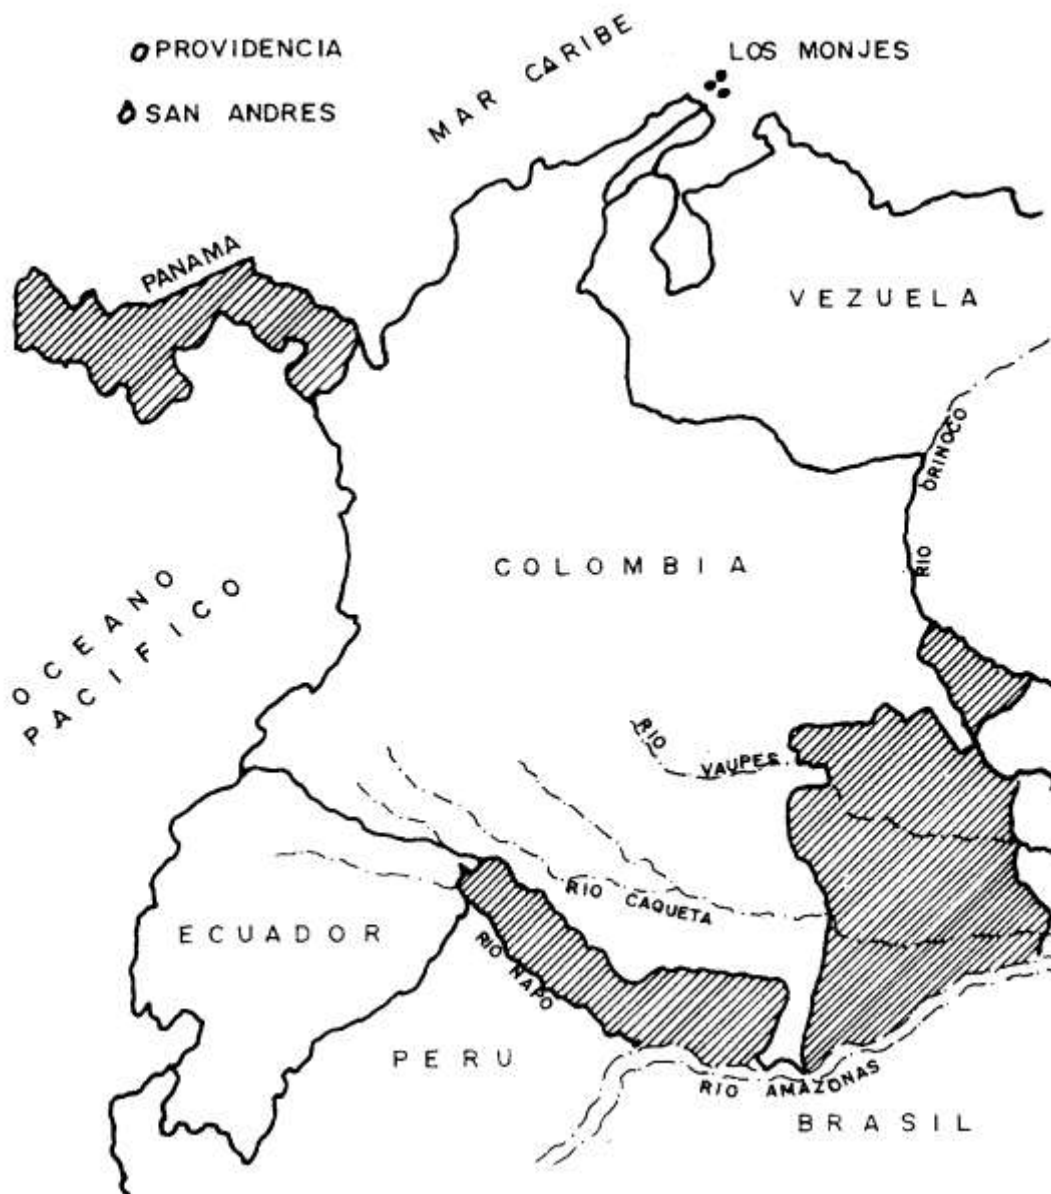 PROVIDENCIA
LOS MONJES
MAR CARIBE
SAN ANDRES
PANAMA
VEZUELA
RIO ORINOCO
COLOMBIA
OCEANO
PACIFICO
RIO VAUPES
RIO CAQUETA
ECUADOR
RIO NAPO
PERU
RIO AMAZONAS
BRASIL